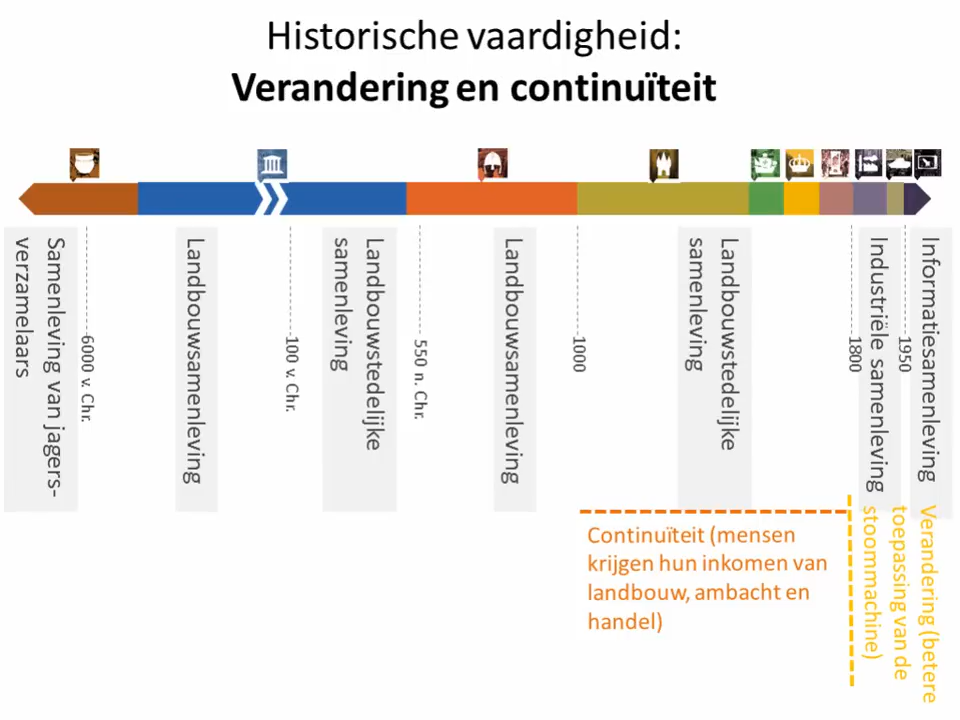 Historische vaardigheid:
Verandering en continuïteit
Samenleving van jagers-
verzamelaars
6000 v. Chr.
Landbouwsamenleving
100 v. Chr.
Landbouwstedelijke
samenleving
550 n. Chr.
Landbouwsamenleving
1000
Landbouwstedelijke
samenleving
1800
Industriële samenleving
1950
Informatiesamenleving
Continuïteit (mensen
krijgen hun inkomen van
landbouw, ambacht en
handel)
Verandering (betere
toepassing van de
stoommachine)